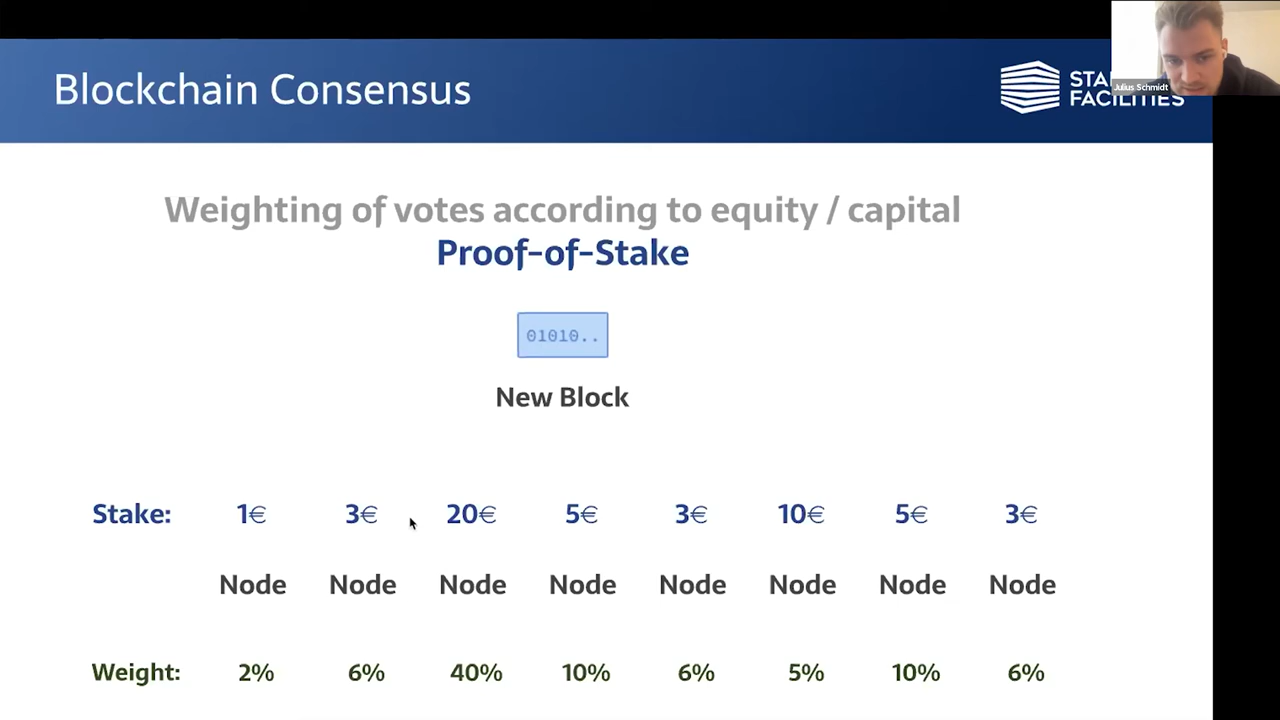 Blockchain Consensus
FACILITIES
Julius Schmidt
Weighting of votes according to equity / capital
Proof-of-Stake
01010..
New Block
Stake: 1€ 3€ 20€ 5€ 3€ 10€ 5€ 3€
Node Node Node Node Node Node Node Node
Weight: 2% 6% 40% 10% 6% 5% 10% 6%